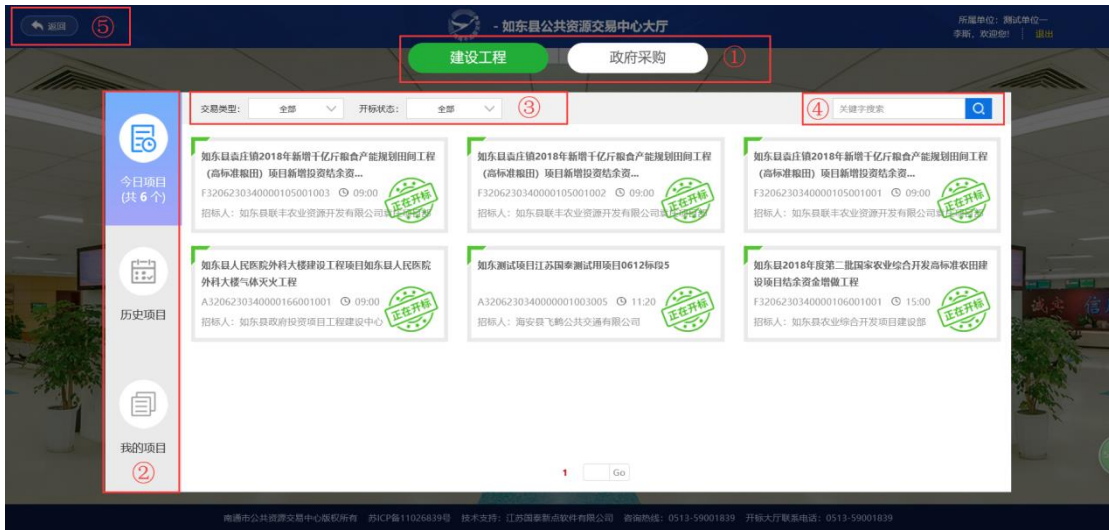 返回
⑤
- 如东县公共资源交易中心大厅
所属单位：测试单位一
李斯，欢迎您！ 退出
建设工程
政府采购
①
今日项目
(共 6 个)
历史项目
我的项目
②
交易类型： 全部 开标状态： 全部
③
④
关键字搜索
如东县袁庄镇2018年新增千亿斤粮食产能规划田间工程
（高标准粮田）项目新增投资结余资...
F3206230340000105001003 09:00
招标人：如东县联丰农业资源开发有限公司
正在开标
如东县袁庄镇2018年新增千亿斤粮食产能规划田间工程
（高标准粮田）项目新增投资结余资...
F3206230340000105001002 09:00
招标人：如东县联丰农业资源开发有限公司
正在开标
如东县袁庄镇2018年新增千亿斤粮食产能规划田间工程
（高标准粮田）项目新增投资结余资...
F3206230340000105001001 09:00
招标人：如东县联丰农业资源开发有限公司
正在开标
如东县人民医院外科大楼建设工程项目如东县人民医院
外科大楼气体灭火工程
A3206230340000166001001 09:00
招标人：如东县政府投资项目工程建设中心
正在开标
如东测试项目江苏国泰测试用项目0612标段5
A3206230340000001003005 11:20
招标人：海安县飞鹤公共交通有限公司
正在开标
如东县2018年度第二批国家农业综合开发高标准农田建
设项目结余资金增做工程
F3206230340000106001001 15:00
招标人：如东县农业综合开发项目建设部
正在开标
诚实 信
1 Go
南通市公共资源交易中心版权所有 苏ICP备11026839号 技术支持：江苏国泰新点软件有限公司 咨询热线：0513-59001839 开标大厅联系电话：0513-59001839